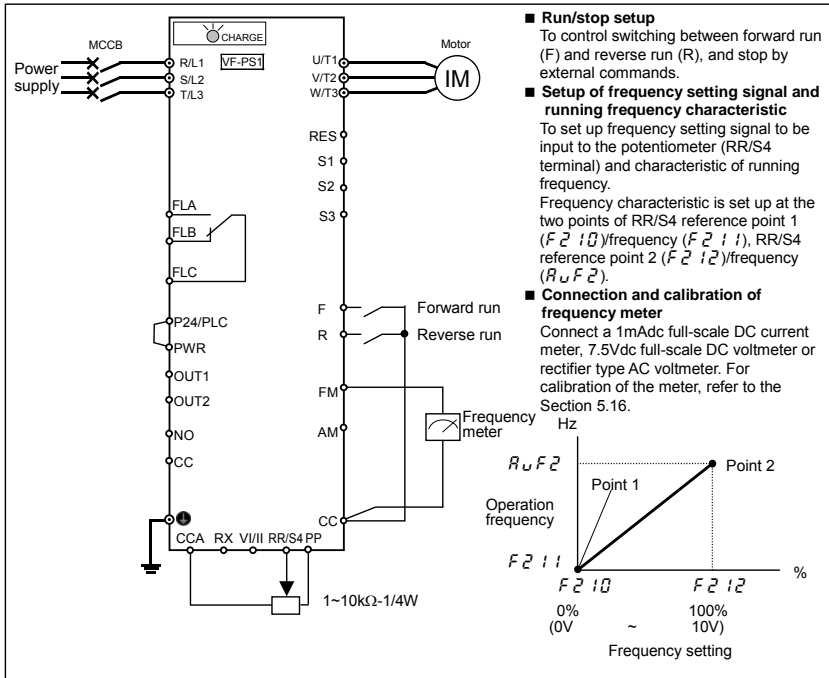 CHARGE
MCCB
R/L1
VF-PS1
U/T1
Motor
Power
supply
S/L2
V/T2
IM
T/L3
W/T3
RES
S1
S2
S3
FLA
FLB
FLC
F
Forward run
P24/PLC
R
Reverse run
PWR
OUT1
OUT2
FM
Frequency
meter
AM
NO
CC
CC
CCA RX VI/II RR/S4 PP
1~10kΩ-1/4W
■ Run/stop setup
To control switching between forward run
(F) and reverse run (R), and stop by
external commands.
■ Setup of frequency setting signal and
running frequency characteristic
To set up frequency setting signal to be
input to the potentiometer (RR/S4
terminal) and characteristic of running
frequency.
Frequency characteristic is set up at the
two points of RR/S4 reference point 1
(F210)/frequency (F211), RR/S4
reference point 2 (F212)/frequency
(AuF2).
■ Connection and calibration of
frequency meter
Connect a 1mAdc full-scale DC current
meter, 7.5Vdc full-scale DC voltmeter or
rectifier type AC voltmeter. For
calibration of the meter, refer to the
Section 5.16.
Hz
AuF2
Point 2
Point 1
Operation
frequency
F211
%
F210 F212
0% 100%
(0V ~ 10V)
Frequency setting